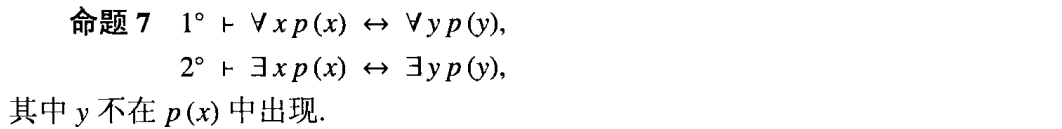 命题 7 1° ⊢ ∀x p(x) ↔ ∀y p(y),
2° ⊢ ∃x p(x) ↔ ∃y p(y),
其中 y 不在 p(x) 中出现.